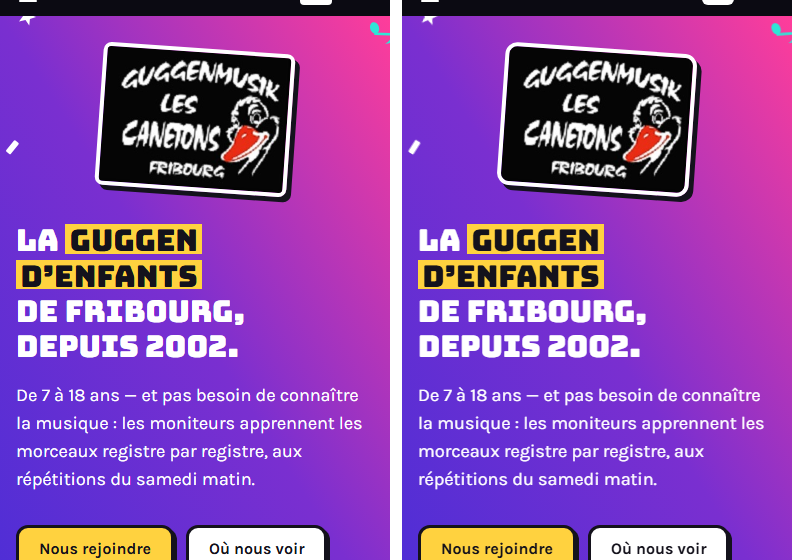 GUGGENMUSIK
LES
CANETONS
FRIBOURG
LA GUGGEN
D'ENFANTS
DE FRIBOURG,
DEPUIS 2002.
De 7 à 18 ans — et pas besoin de connaître
la musique : les moniteurs apprennent les
morceaux registre par registre, aux
répétitions du samedi matin.
Nous rejoindre
Où nous voir
GUGGENMUSIK
LES
CANETONS
FRIBOURG
LA GUGGEN
D'ENFANTS
DE FRIBOURG,
DEPUIS 2002.
De 7 à 18 ans — et pas besoin de connaître
la musique : les moniteurs apprennent les
morceaux registre par registre, aux
répétitions du samedi matin.
Nous rejoindre
Où nous voir